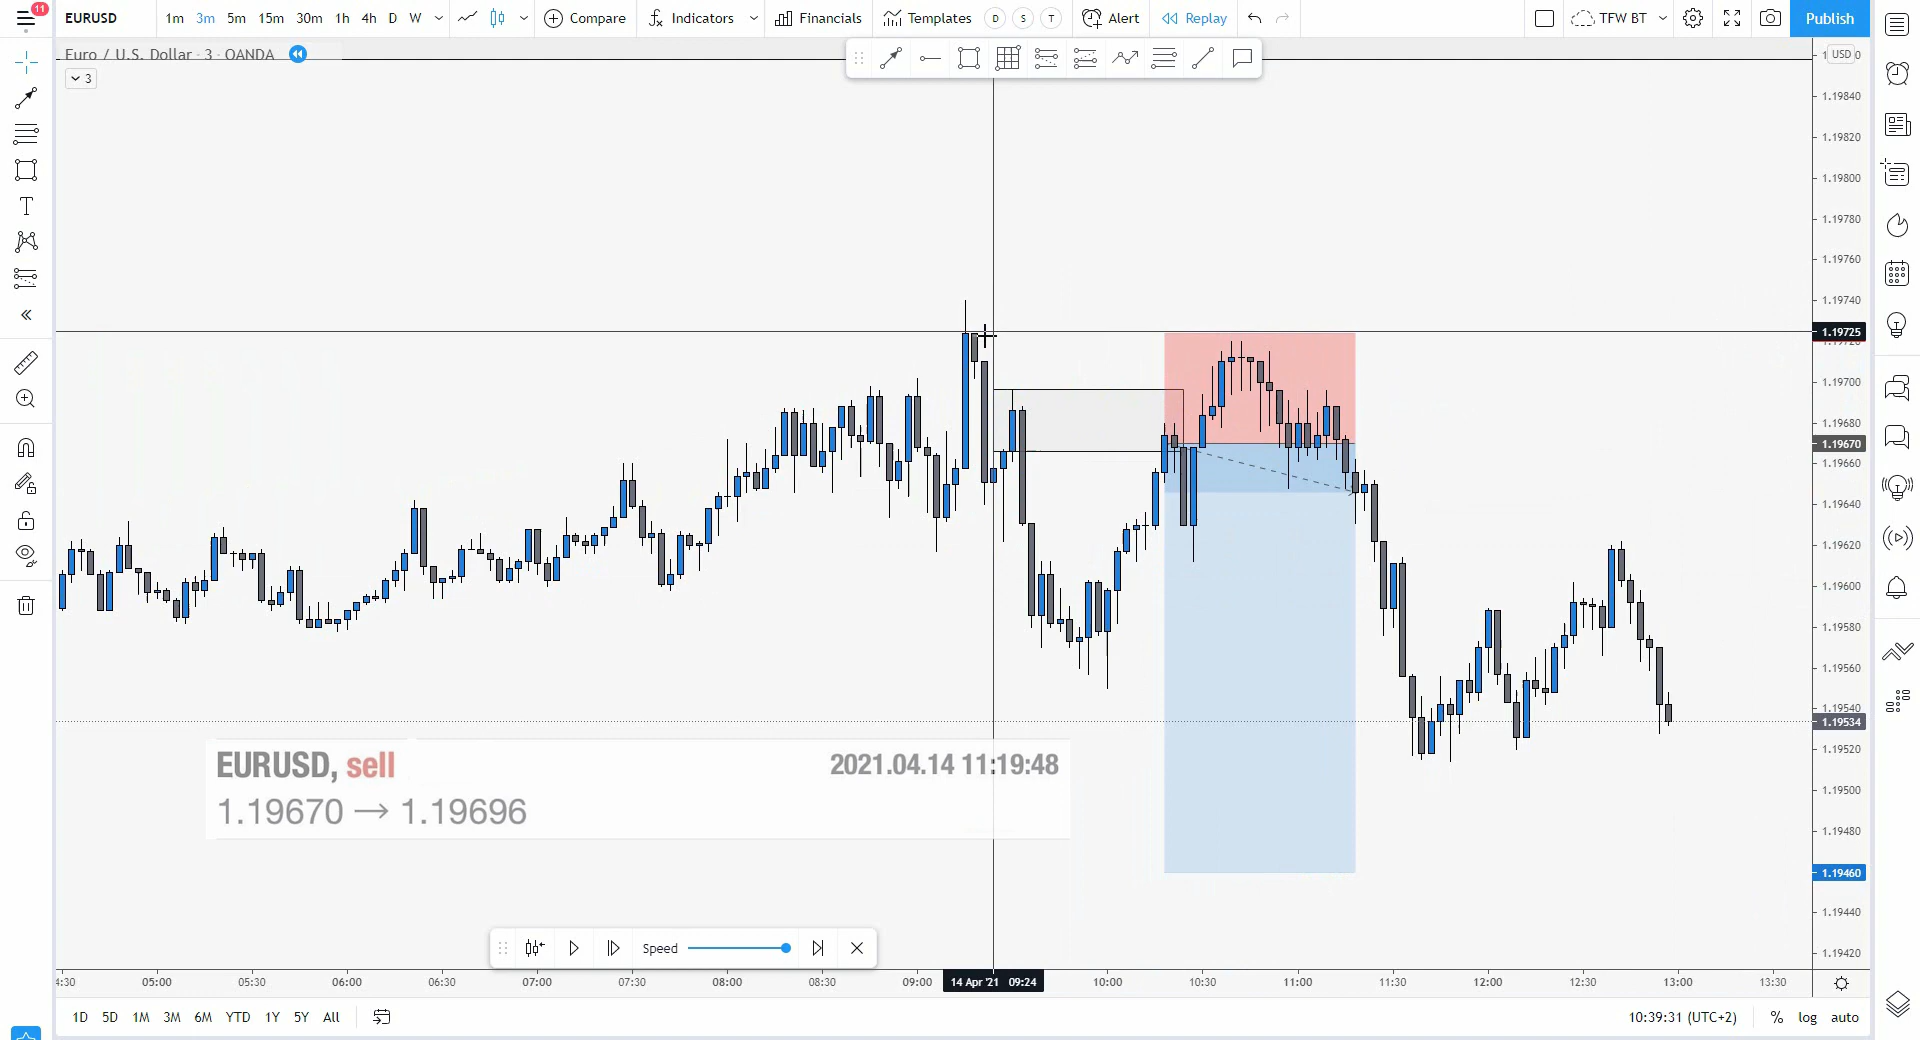 11
EURUSD
1m 3m 5m 15m 30m 1h 4h D W
Compare
Indicators
Financials
Templates
D S T
Alert
Replay
TFW BT
Publish
Euro / U.S. Dollar · 3 · OANDA
3
T
USD
1.19840
1.19820
1.19800
1.19780
1.19760
1.19740
1.19725
1.19700
1.19680
1.19670
1.19660
1.19640
1.19620
1.19600
1.19580
1.19560
1.19540
1.19534
1.19520
1.19500
1.19480
1.19460
1.19440
1.19420
EURUSD, sell 2021.04.14 11:19:48
1.19670 → 1.19696
Speed
4:30 05:00 05:30 06:00 06:30 07:00 07:30 08:00 08:30 09:00 14 Apr '21 09:24 10:00 10:30 11:00 11:30 12:00 12:30 13:00 13:30
1D 5D 1M 3M 6M YTD 1Y 5Y All
10:39:31 (UTC+2) % log auto